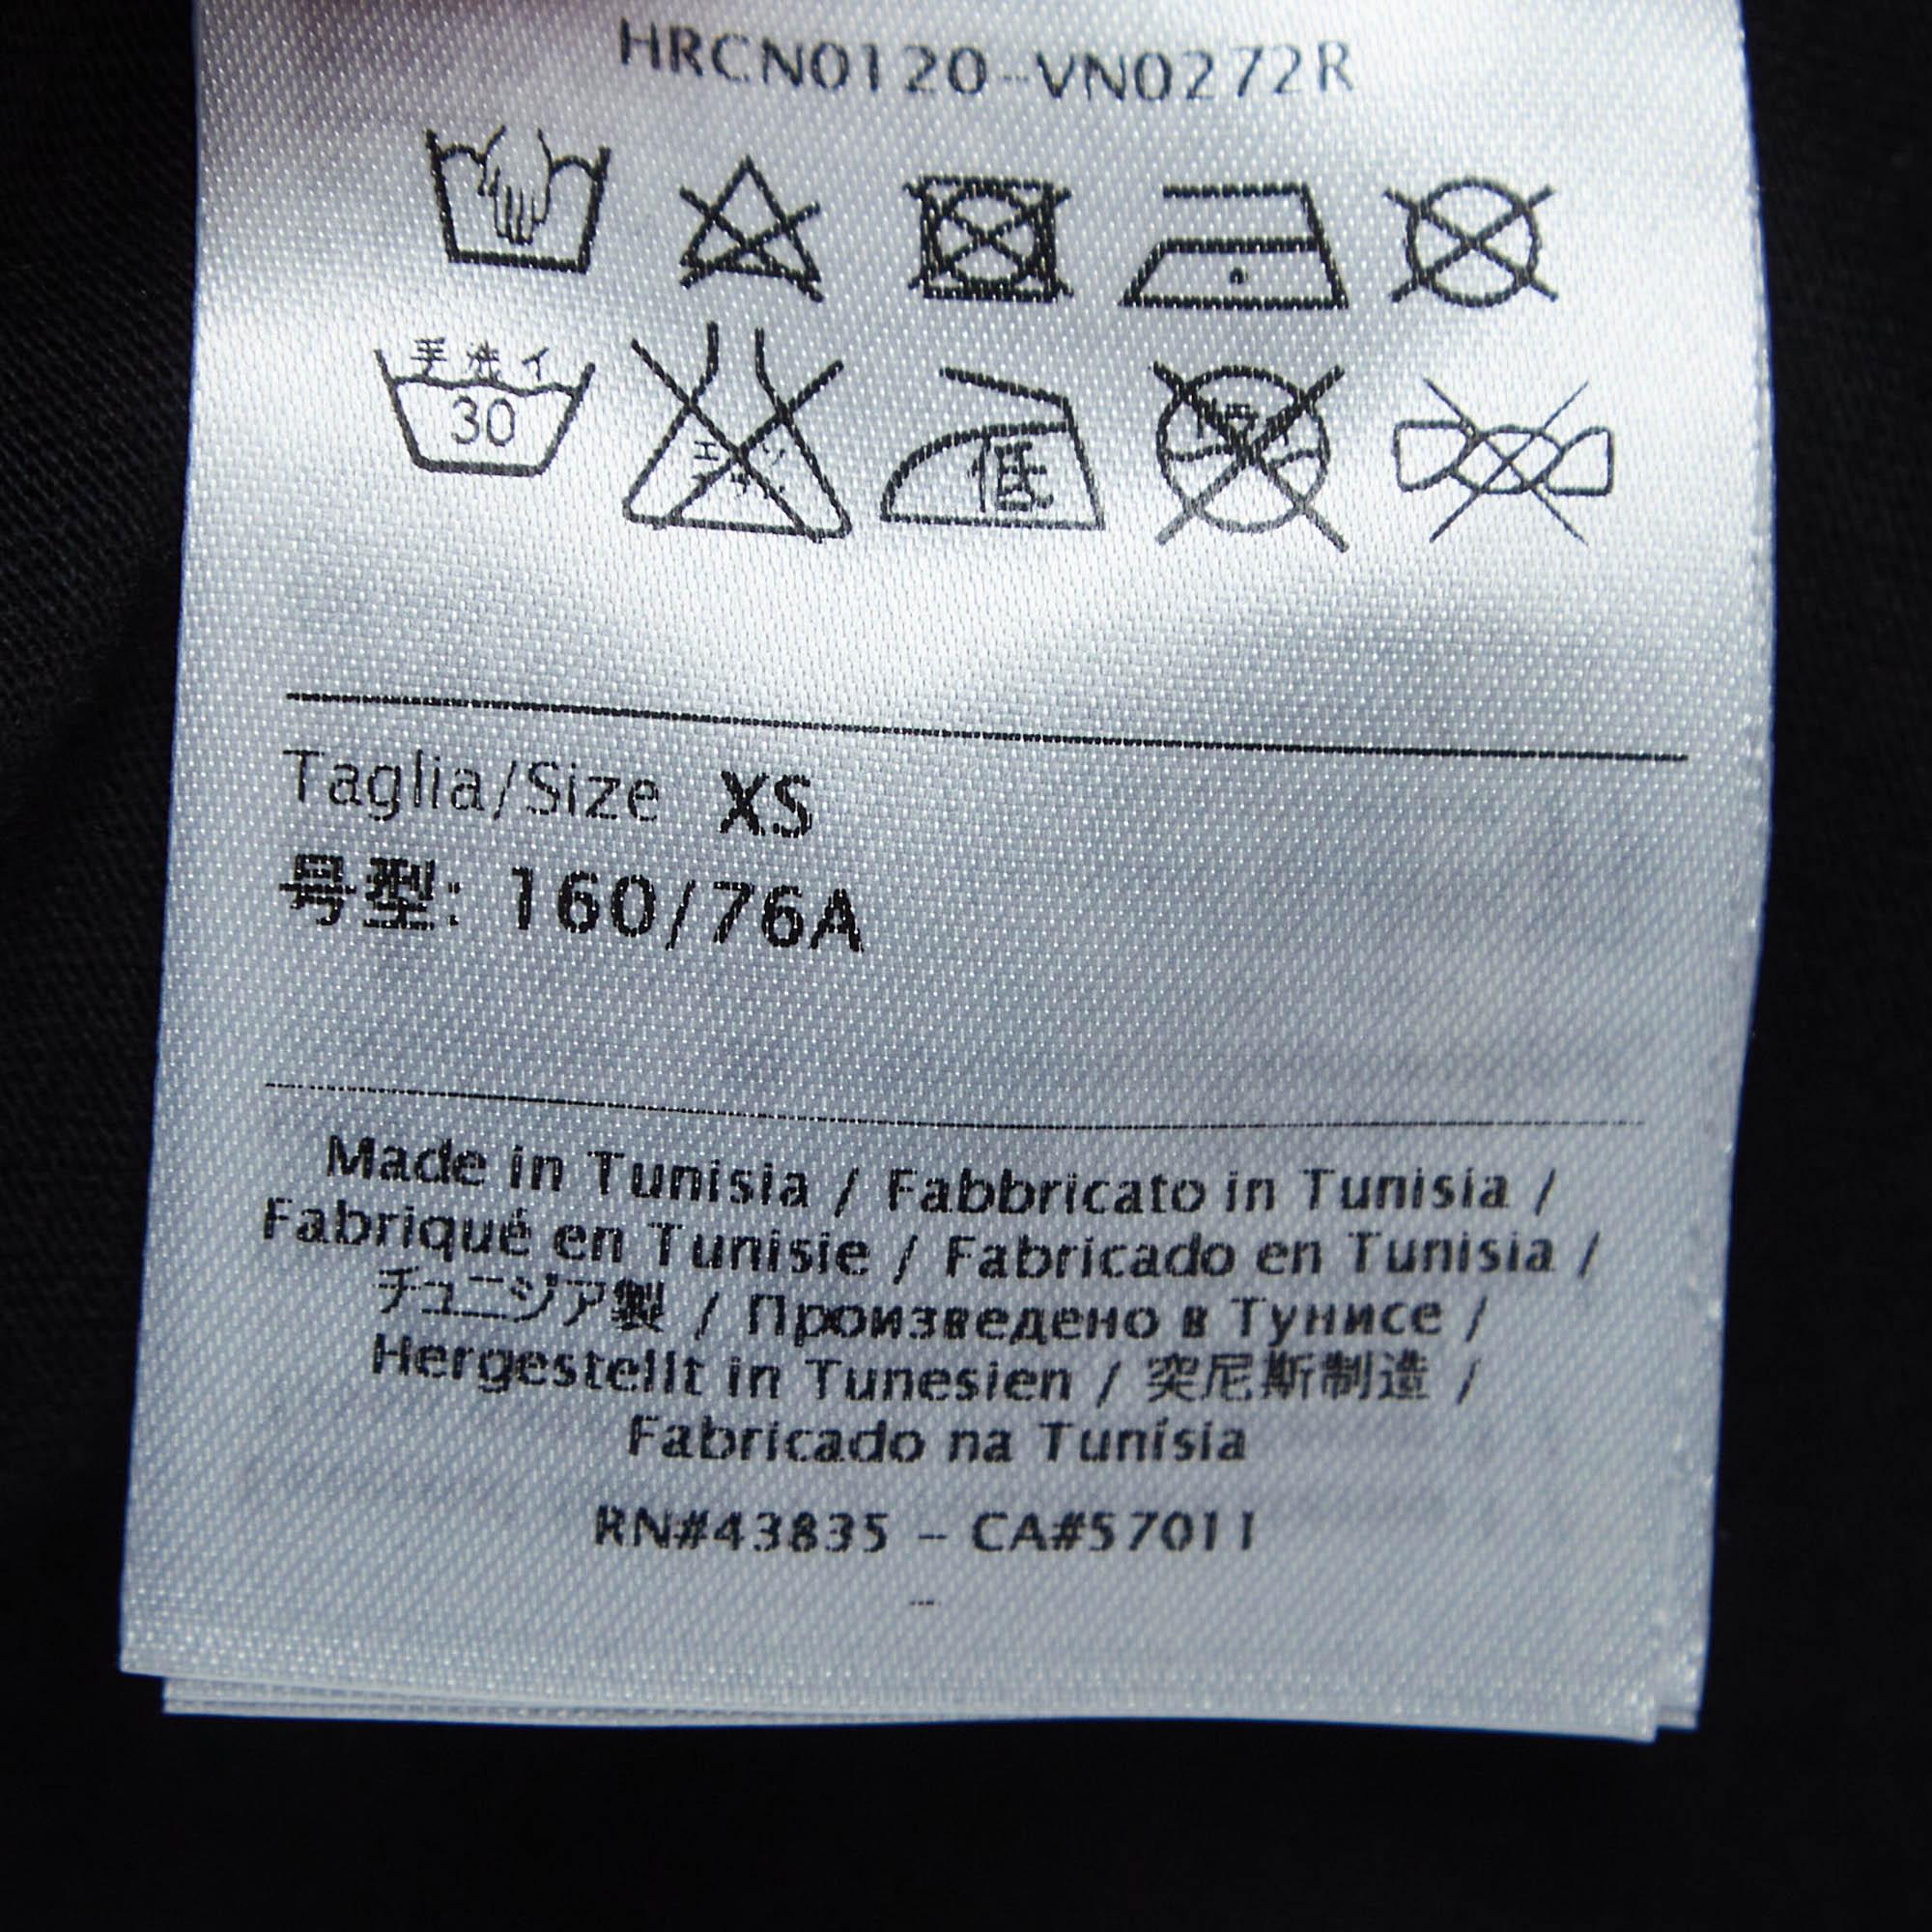 HRCN0120-VN0272R
手洗イ
30
低
Taglia/Size XS
号型: 160/76A
Made in Tunisia / Fabbricato in Tunisia /
Fabriqué en Tunisie / Fabricado en Tunisia /
チュニジア製 / Произведено в Тунисе /
Hergestellt in Tunesien / 突尼斯制造 /
Fabricado na Tunísia
RN#43835 - CA#57011